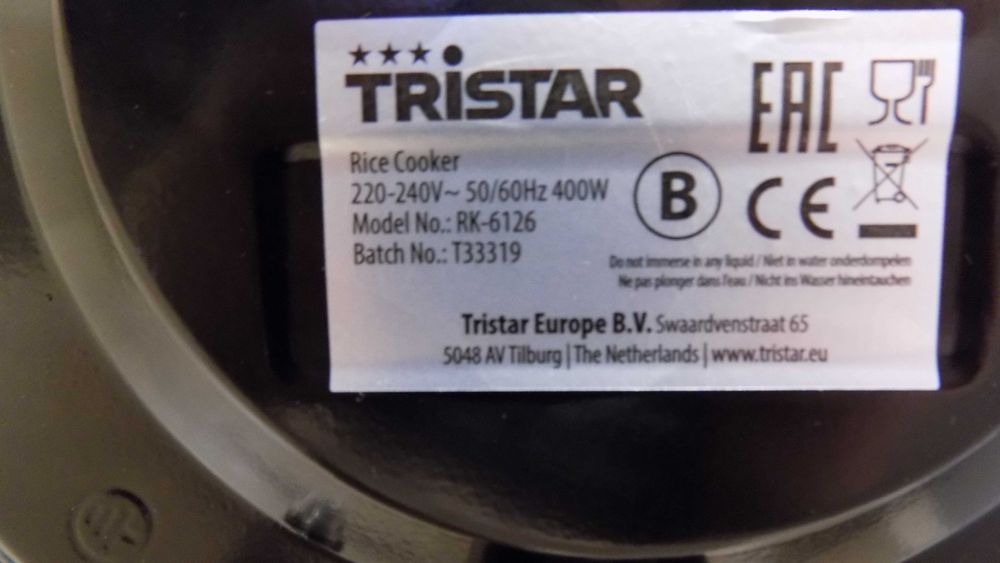 TRISTAR
Rice Cooker
220-240V~ 50/60Hz 400W
Model No.: RK-6126
Batch No.: T33319
EAC
B
CE
Do not immerse in any liquid / Niet in water onderdompelen
Ne pas plonger dans l'eau / Nicht ins Wasser hineintauchen
Tristar Europe B.V. Swaardvenstraat 65
5048 AV Tilburg | The Netherlands | www.tristar.eu